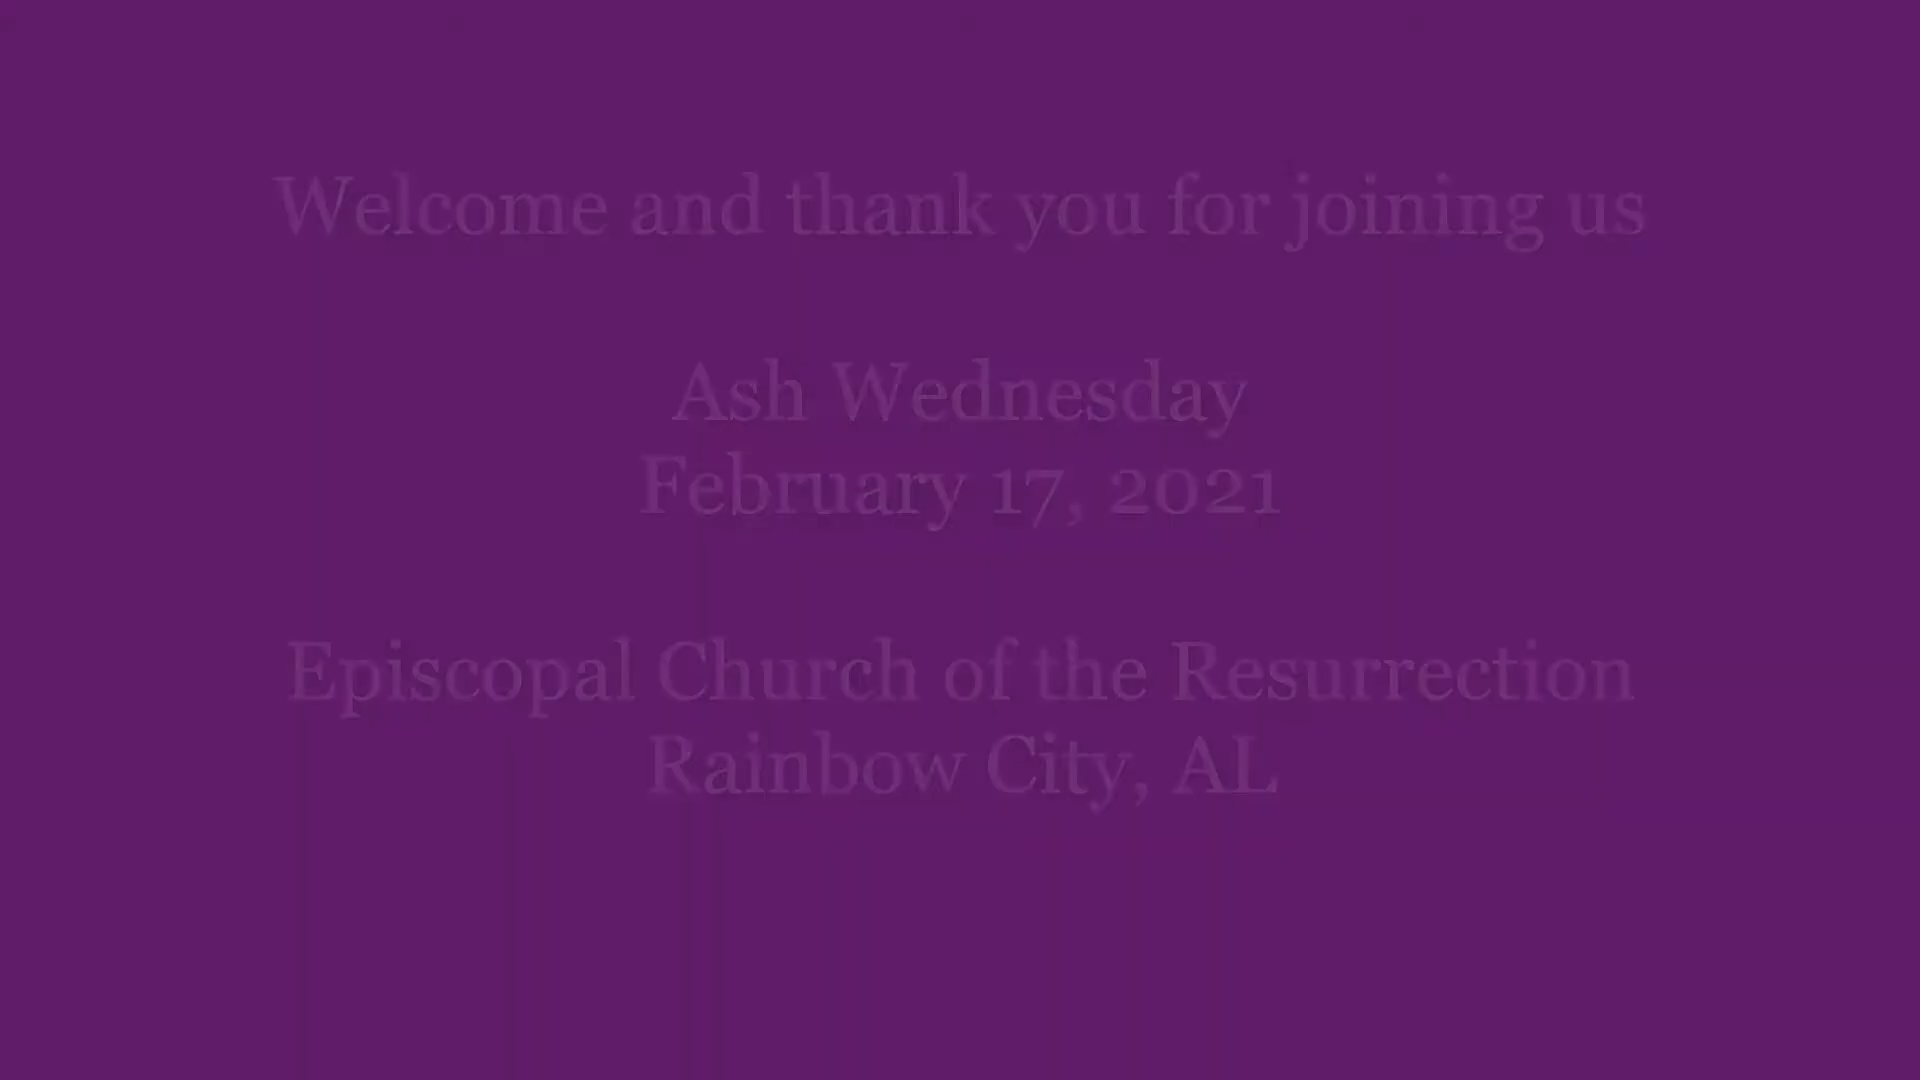 Welcome and thank you for joining us
Ash Wednesday
February 17, 2021
Episcopal Church of the Resurrection
Rainbow City, AL